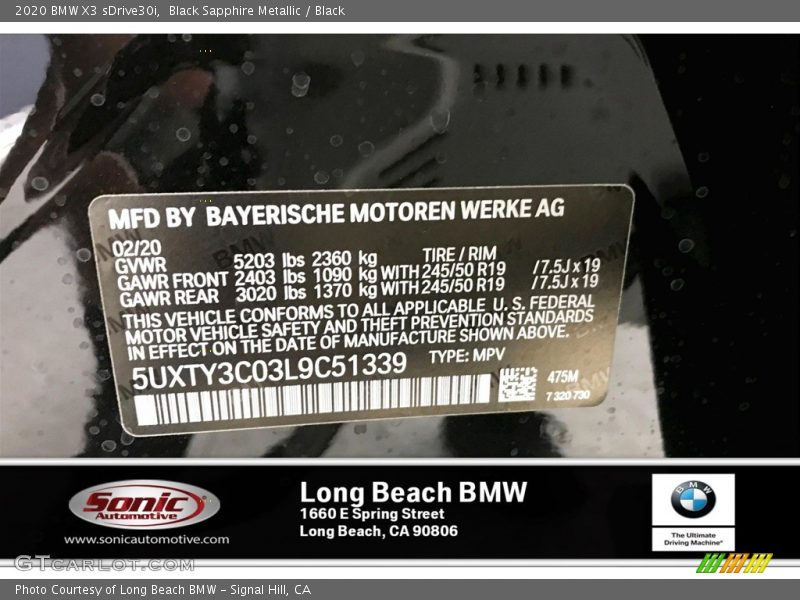 2020 BMW X3 sDrive30i,  Black Sapphire Metallic / Black
MFD BY BAYERISCHE MOTOREN WERKE AG
02/20
GVWR 5203 lbs 2360 kg TIRE / RIM
GAWR FRONT 2403 lbs 1090 kg WITH 245/50 R19 / 7.5J x 19
GAWR REAR 3020 lbs 1370 kg WITH 245/50 R19 / 7.5J x 19
THIS VEHICLE CONFORMS TO ALL APPLICABLE U. S. FEDERAL
MOTOR VEHICLE SAFETY AND THEFT PREVENTION STANDARDS
IN EFFECT ON THE DATE OF MANUFACTURE SHOWN ABOVE.
5UXTY3C03L9C51339 TYPE: MPV
475M
7 320 730
Sonic
Automotive
www.sonicautomotive.com
Long Beach BMW
1660 E Spring Street
Long Beach, CA 90806
BMW
The Ultimate
Driving Machine®
GTcarlot.com
Photo Courtesy of Long Beach BMW – Signal Hill, CA